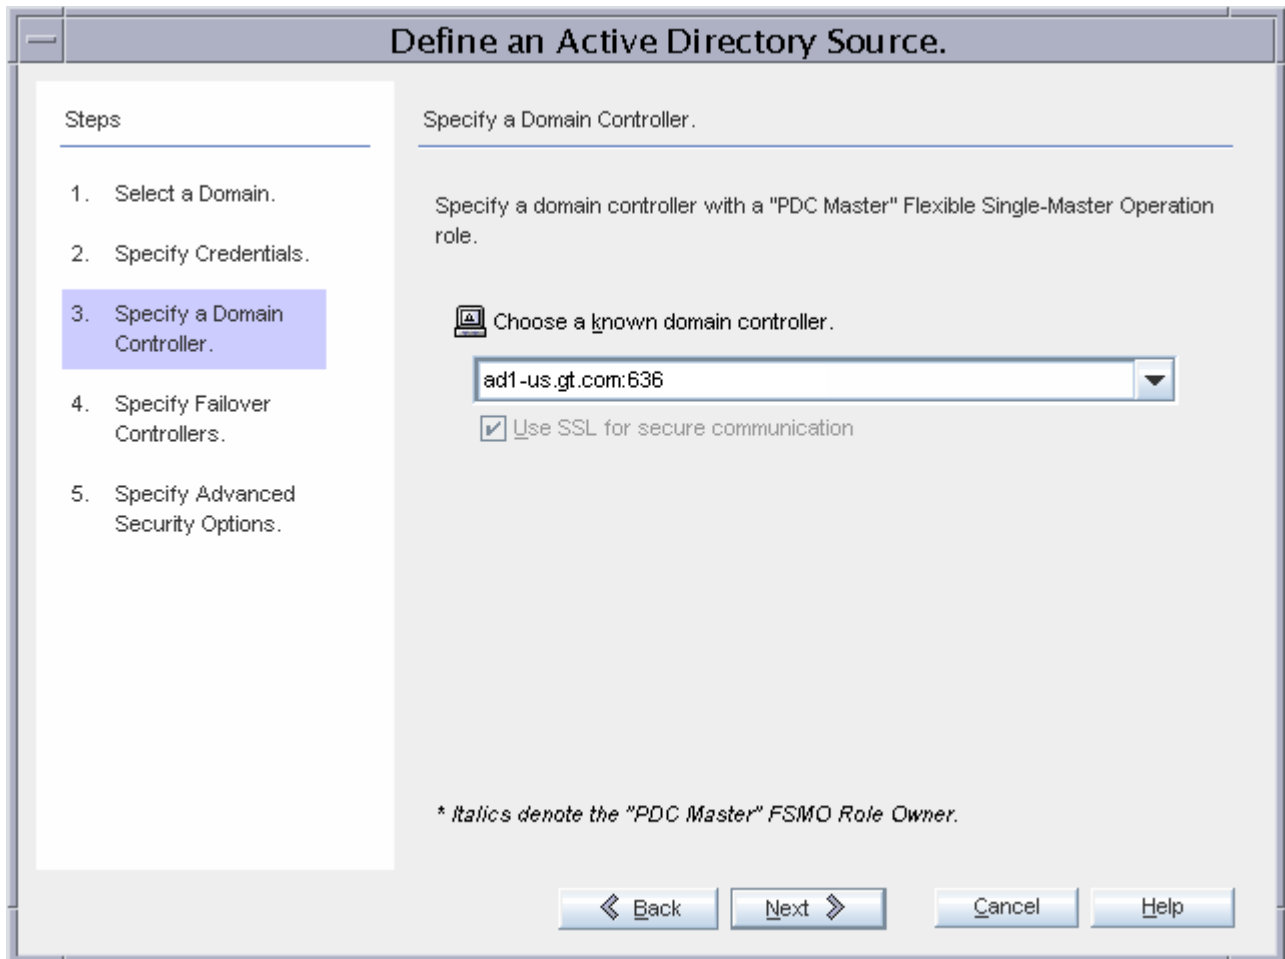 Define an Active Directory Source.
Steps
1. Select a Domain.
2. Specify Credentials.
3. Specify a Domain
Controller.
4. Specify Failover
Controllers.
5. Specify Advanced
Security Options.
Specify a Domain Controller.
Specify a domain controller with a "PDC Master" Flexible Single-Master Operation
role.
Choose a known domain controller.
ad1-us.gt.com:636
Use SSL for secure communication
* Italics denote the "PDC Master" FSMO Role Owner.
Back
Next
Cancel
Help